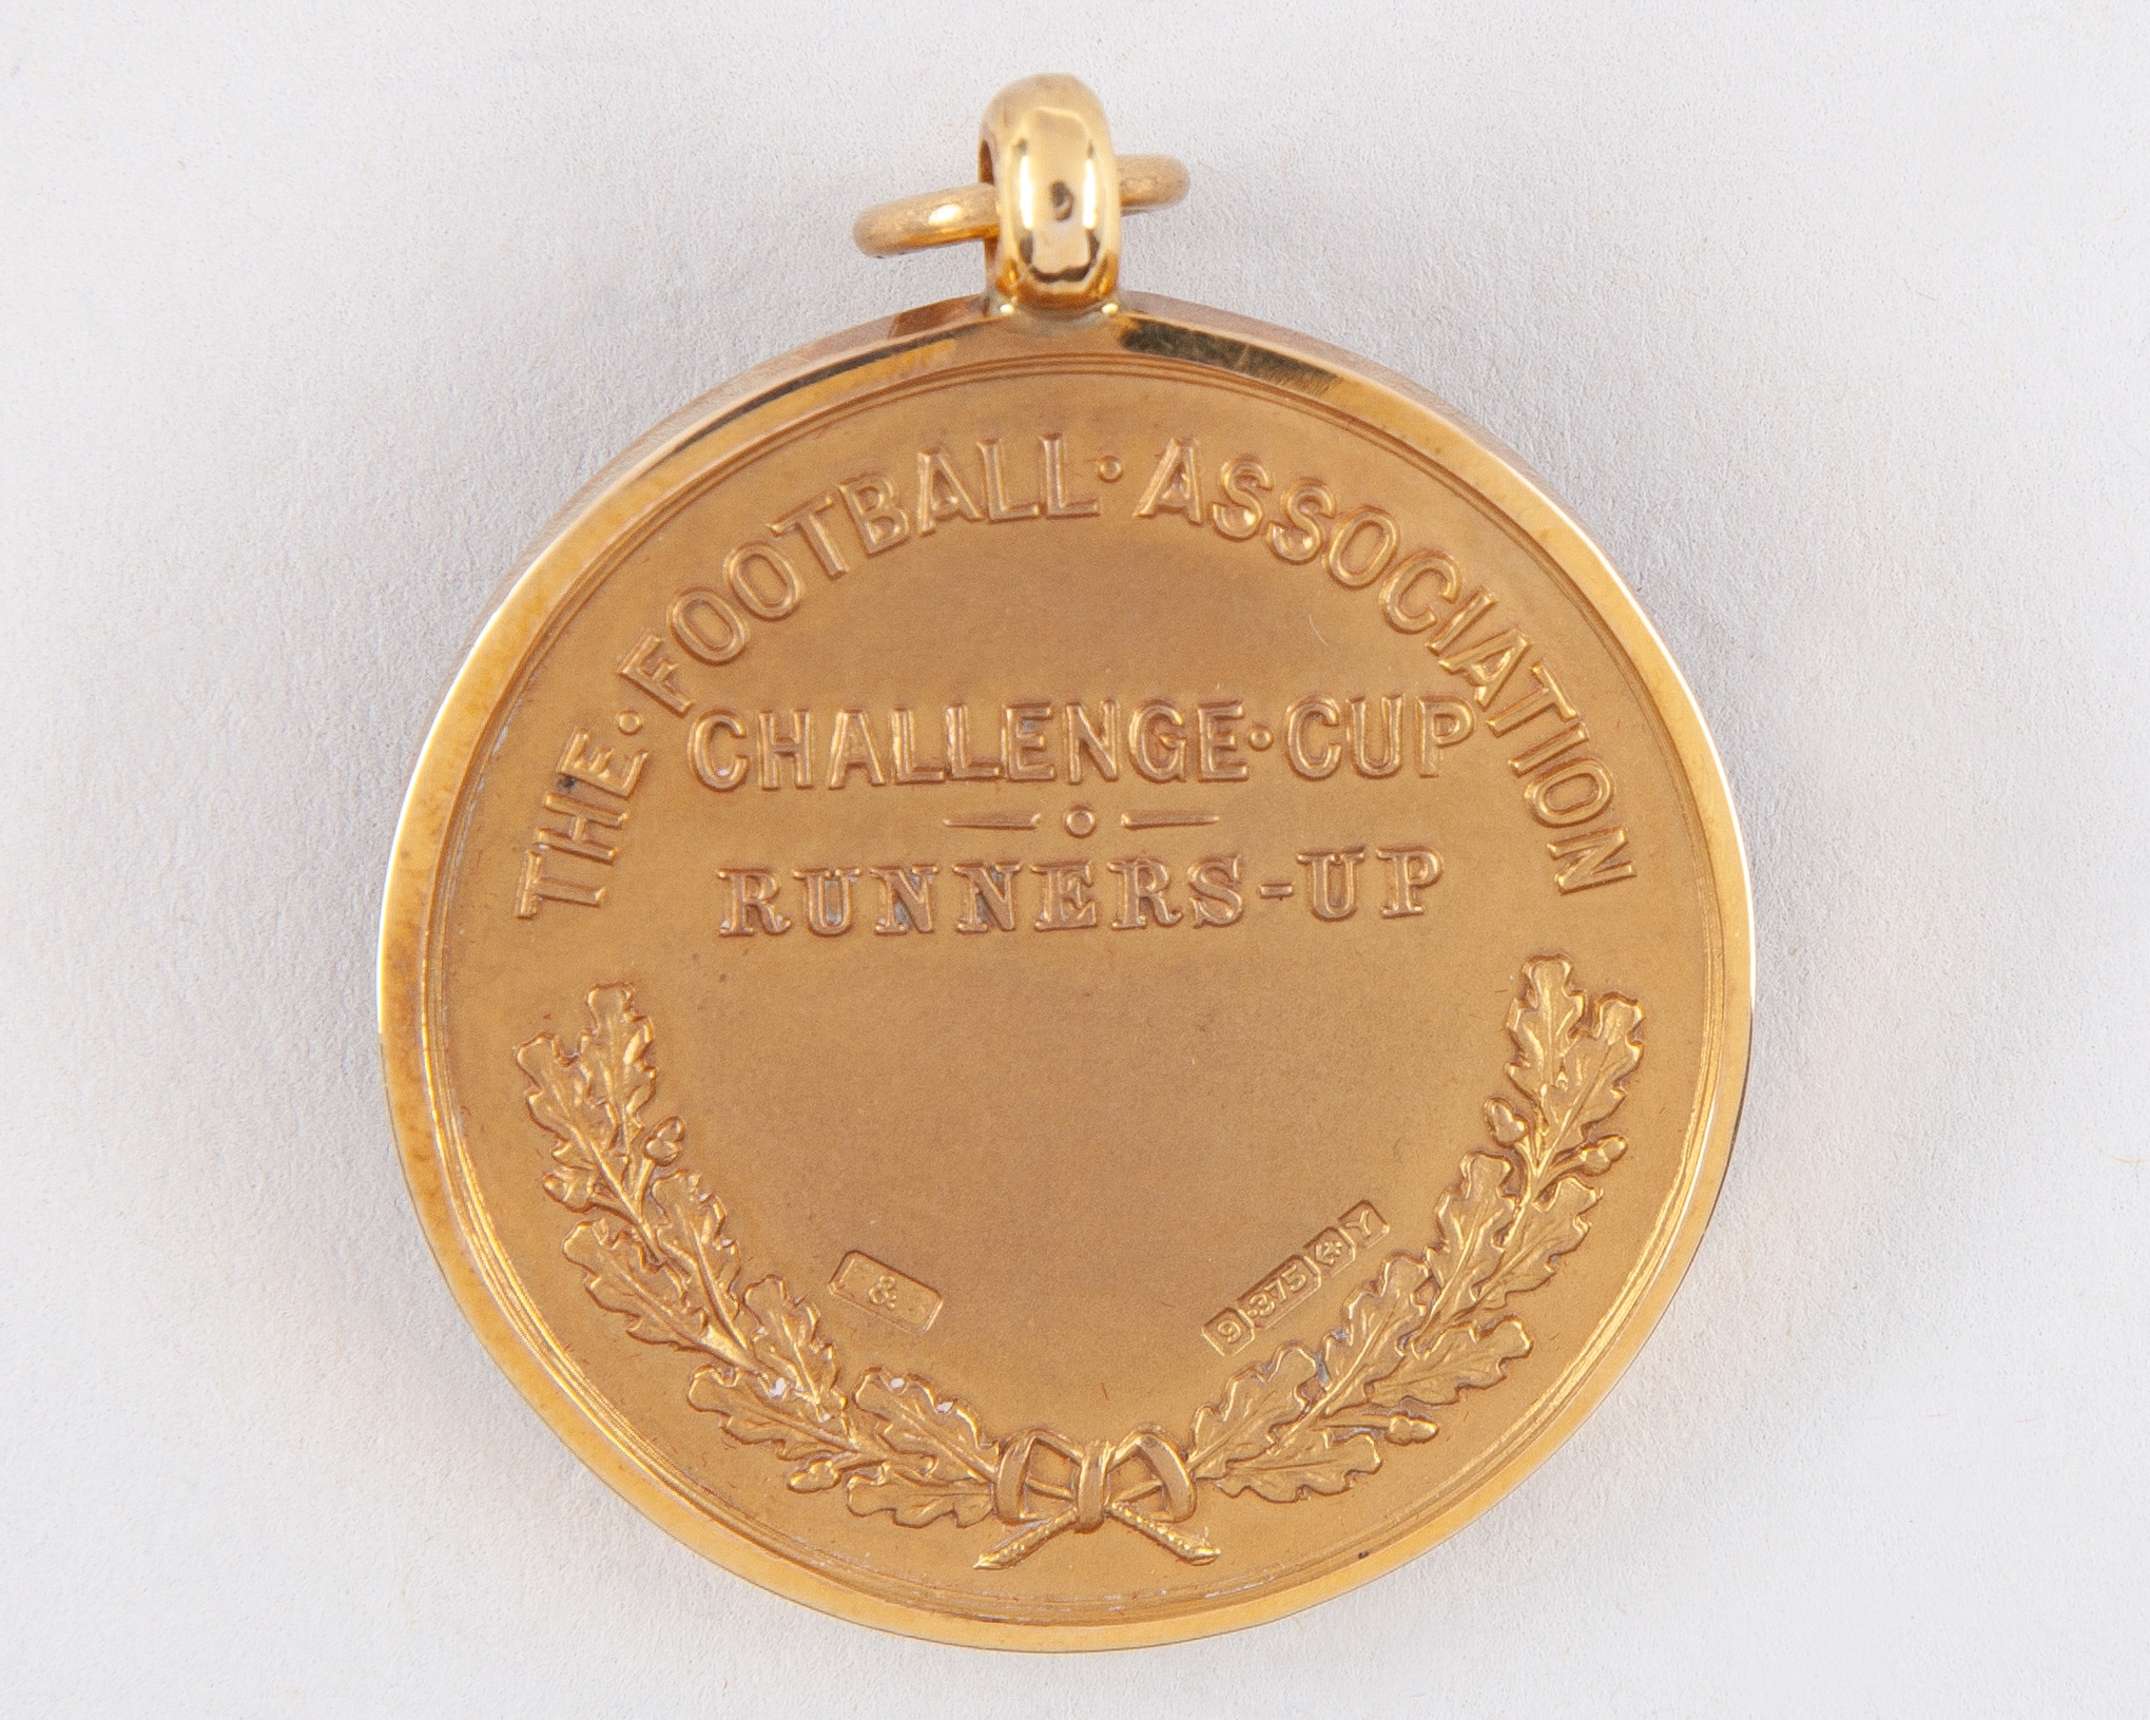 THE·FOOTBALL·ASSOCIATION
CHALLENGE·CUP
RUNNERS-UP
&
9 ·375 Y